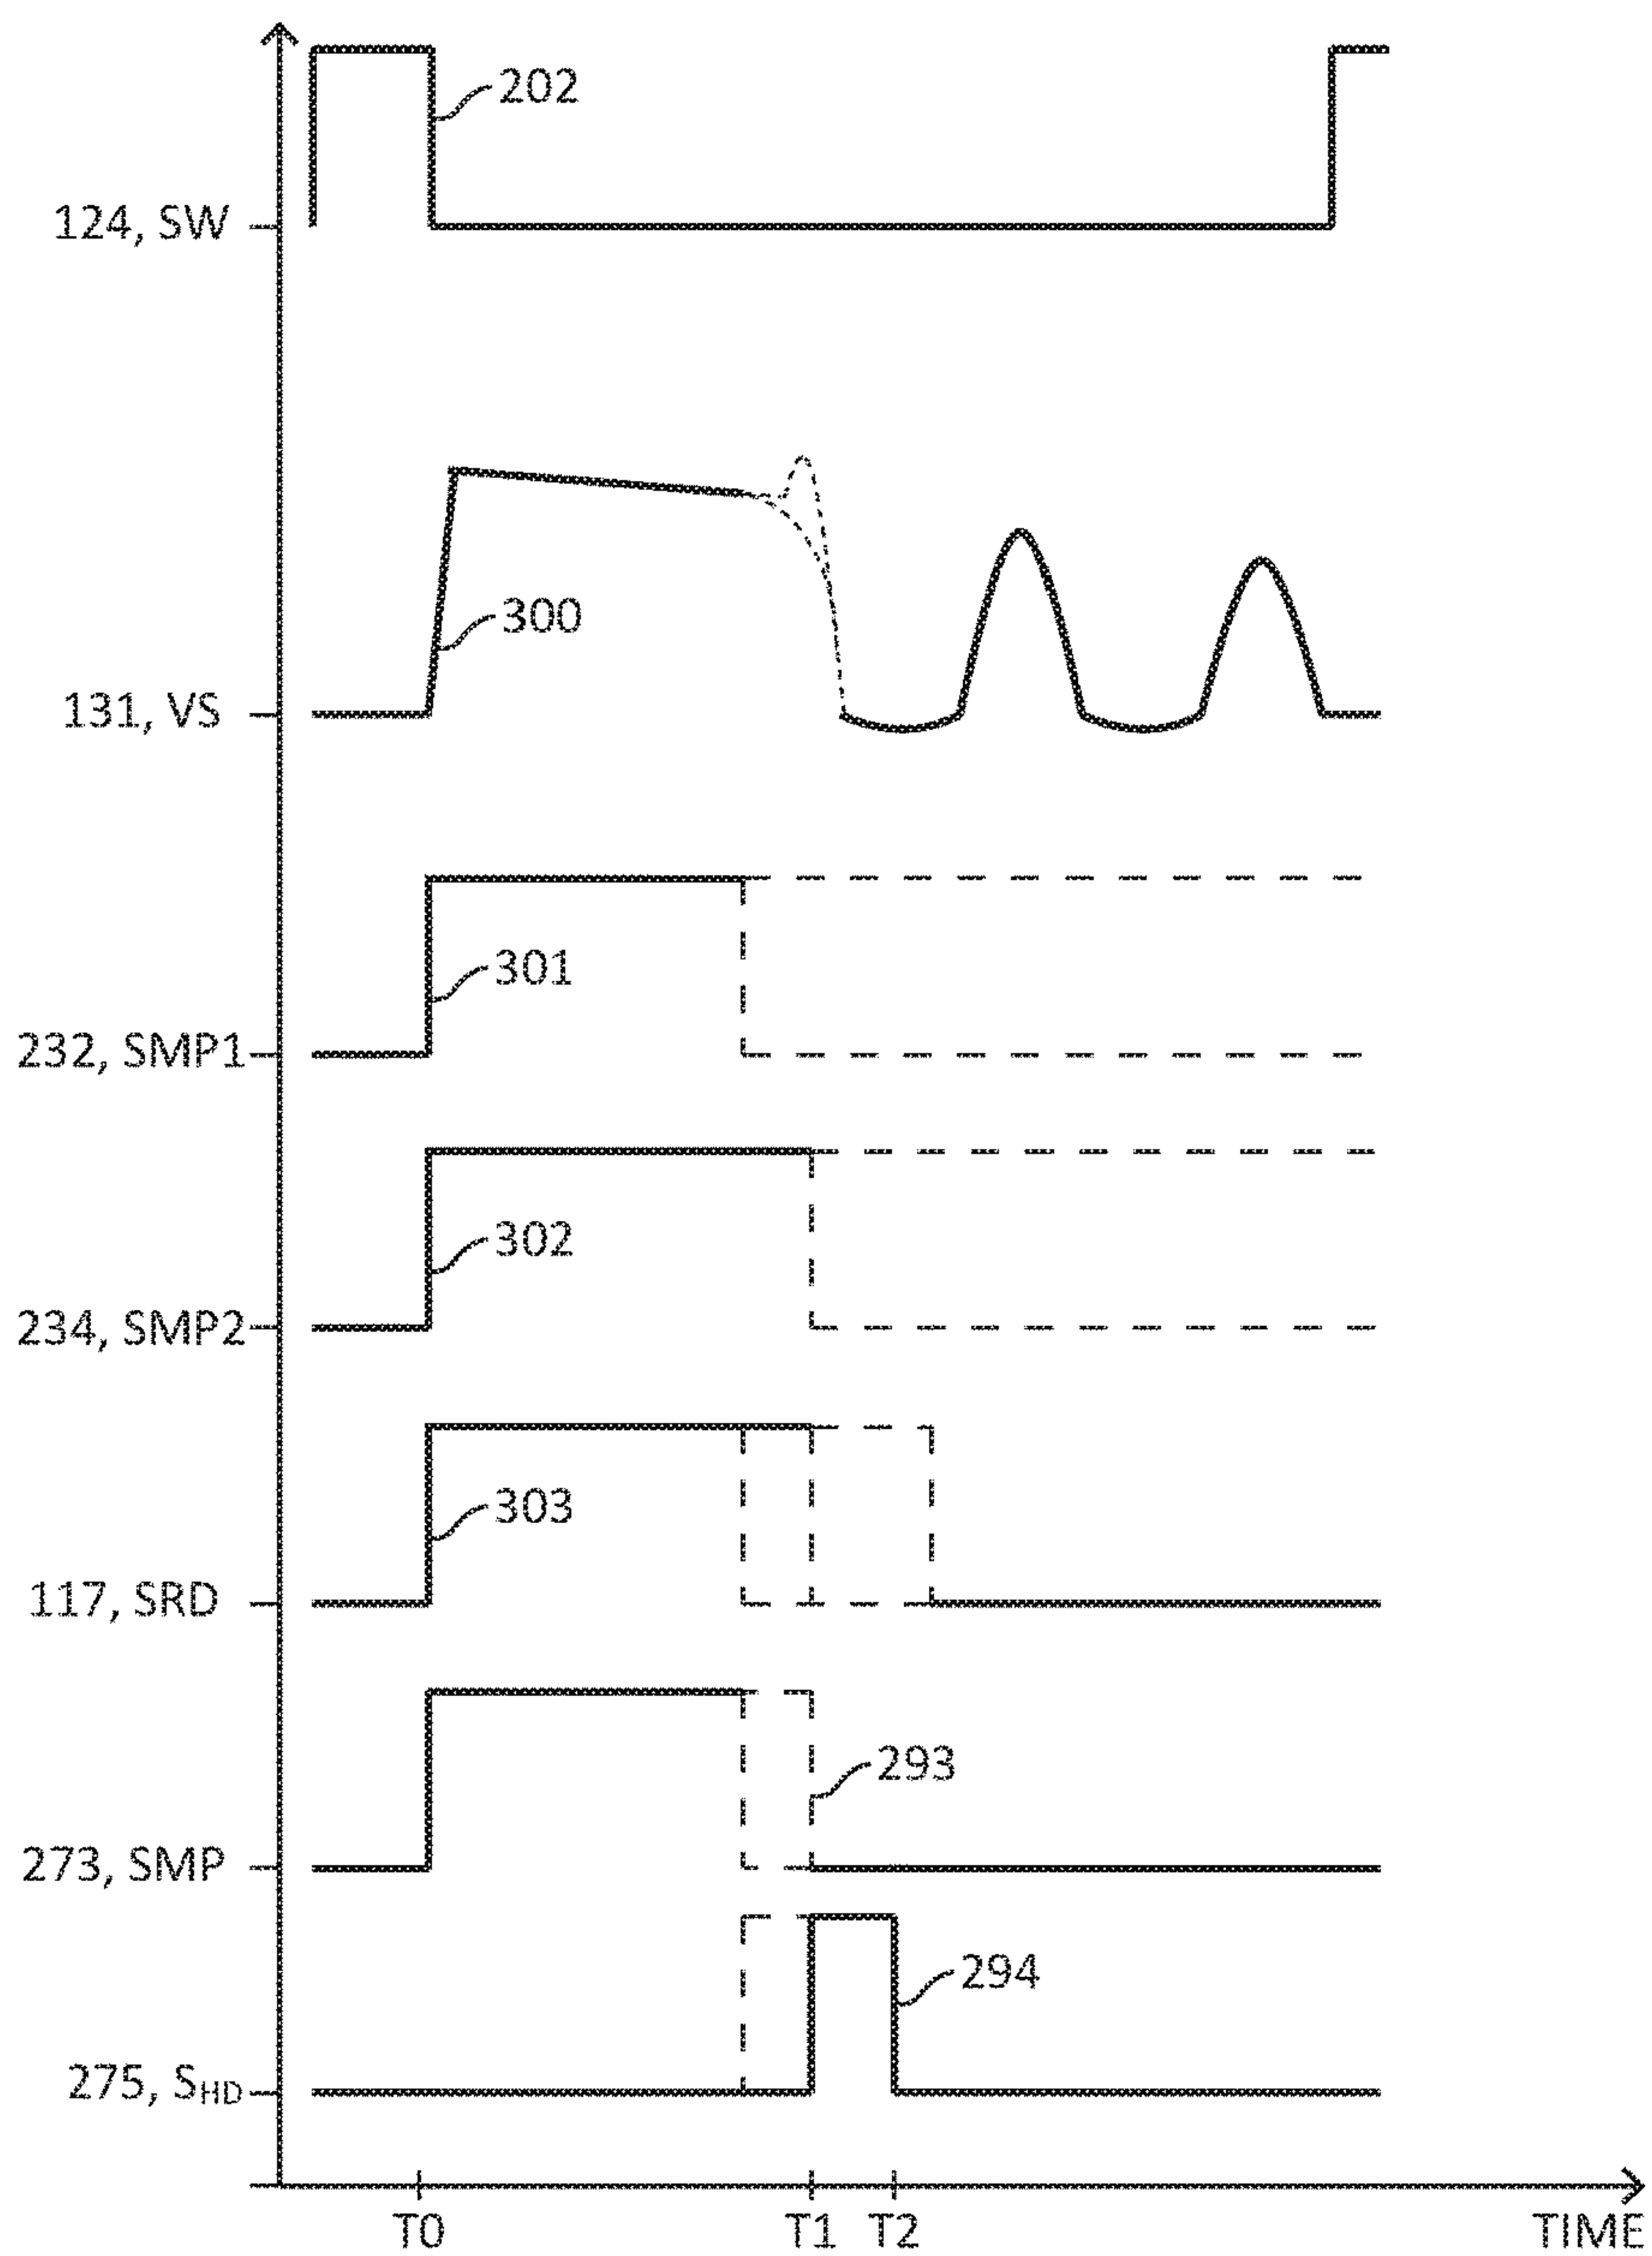 202
124, SW
300
131, VS
301
232, SMP1
302
234, SMP2
303
117, SRD
293
273, SMP
294
275, SHD
T0 T1 T2 TIME